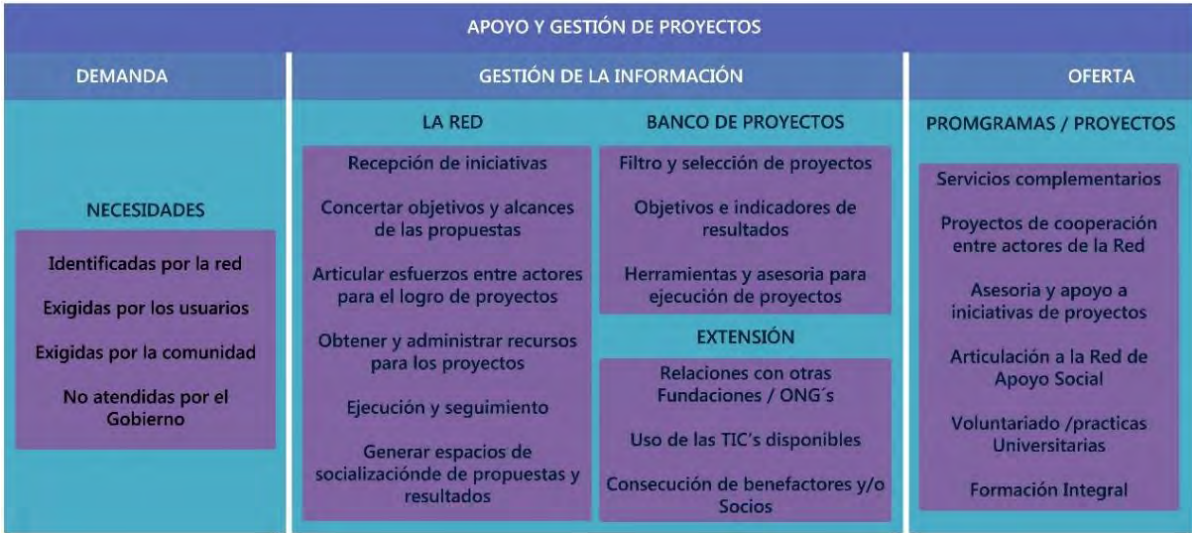 APOYO Y GESTIÓN DE PROYECTOS
DEMANDA
NECESIDADES
Identificadas por la red
Exigidas por los usuarios
Exigidas por la comunidad
No atendidas por el
Gobierno
GESTIÓN DE LA INFORMACIÓN
LA RED
Recepción de iniciativas
Concertar objetivos y alcances
de las propuestas
Articular esfuerzos entre actores
para el logro de proyectos
Obtener y administrar recursos
para los proyectos
Ejecución y seguimiento
Generar espacios de
socializaciónde de propuestas y
resultados
BANCO DE PROYECTOS
Filtro y selección de proyectos
Objetivos e indicadores de
resultados
Herramientas y asesoria para
ejecución de proyectos
EXTENSIÓN
Relaciones con otras
Fundaciones / ONG´s
Uso de las TIC's disponibles
Consecución de benefactores y/o
Socios
OFERTA
PROMGRAMAS / PROYECTOS
Servicios complementarios
Proyectos de cooperación
entre actores de la Red
Asesoria y apoyo a
iniciativas de proyectos
Articulación a la Red de
Apoyo Social
Voluntariado /practicas
Universitarias
Formación Integral